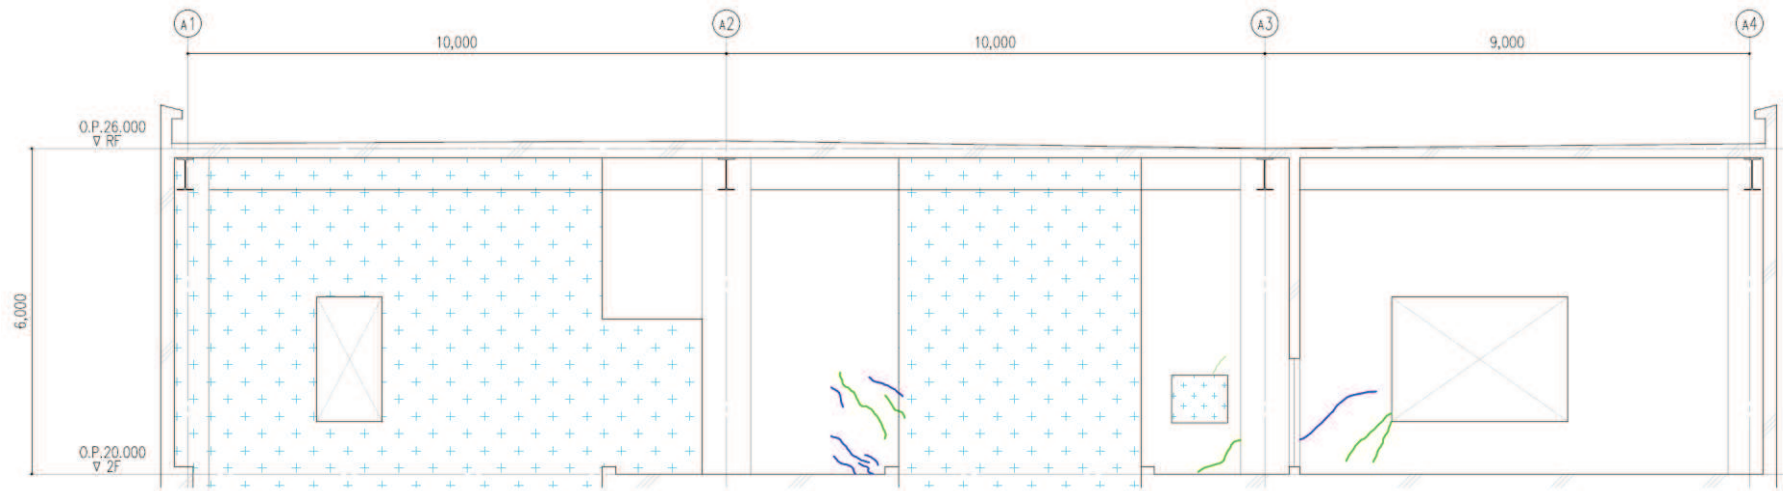 A1 A2 A3 A4
10,000 10,000 9,000
O.P.26.000
▽ RF
6,000
O.P.20.000
▽ 2F